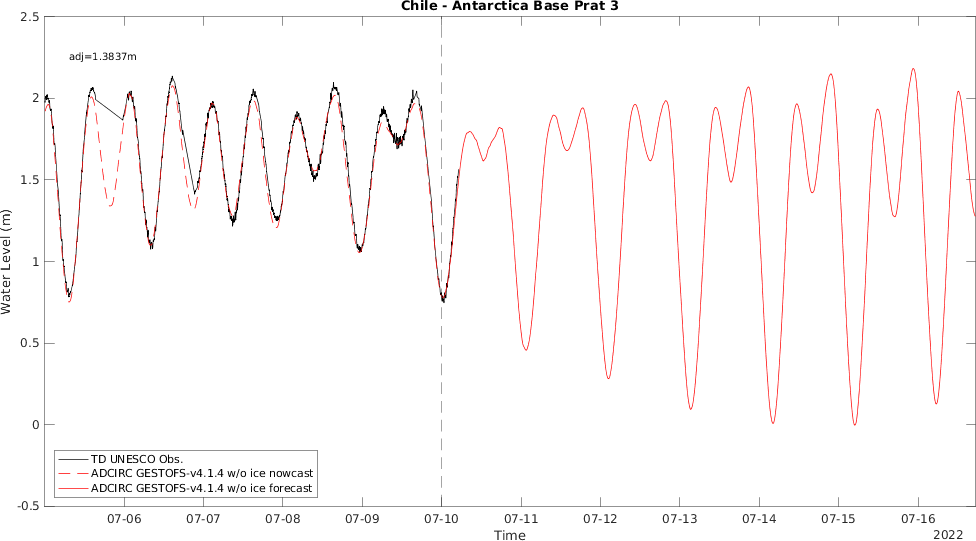 Chile - Antarctica Base Prat 3
adj=1.3837m
2.5
2
1.5
1
0.5
0
-0.5
Water Level (m)
TD UNESCO Obs.
ADCIRC GESTOFS-v4.1.4 w/o ice nowcast
ADCIRC GESTOFS-v4.1.4 w/o ice forecast
07-06 07-07 07-08 07-09 07-10 07-11 07-12 07-13 07-14 07-15 07-16
Time
2022